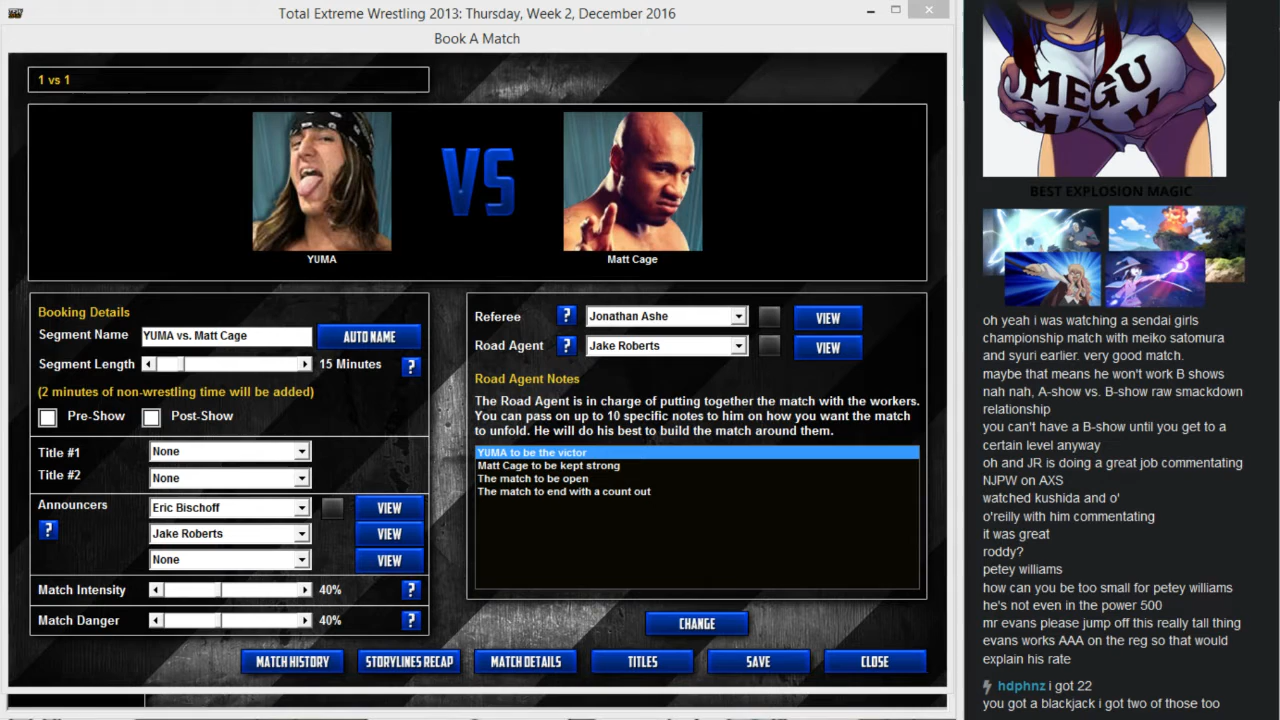 Total Extreme Wrestling 2013: Thursday, Week 2, December 2016
Book A Match
1 vs 1
VS
YUMA
Matt Cage
Booking Details
Segment Name YUMA vs. Matt Cage AUTO NAME
Segment Length 15 Minutes ?
(2 minutes of non-wrestling time will be added)
Pre-Show Post-Show
Title #1 None
Title #2 None
Announcers Eric Bischoff VIEW
? Jake Roberts VIEW
None VIEW
Match Intensity 40% ?
Match Danger 40% ?
Referee ? Jonathan Ashe VIEW
Road Agent ? Jake Roberts VIEW
Road Agent Notes
The Road Agent is in charge of putting together the match with the workers.
You can pass on up to 10 specific notes to him on how you want the match
to unfold. He will do his best to build the match around them.
YUMA to be the victor
Matt Cage to be kept strong
The match to be open
The match to end with a count out
CHANGE
MATCH HISTORY STORYLINES RECAP MATCH DETAILS TITLES SAVE CLOSE
MEGU
BEST EXPLOSION MAGIC
oh yeah i was watching a sendai girls
championship match with meiko satomura
and syuri earlier. very good match.
maybe that means he won't work B shows
nah nah, A-show vs. B-show raw smackdown
relationship
you can't have a B-show until you get to a
certain level anyway
oh and JR is doing a great job commentating
NJPW on AXS
watched kushida and o'
o'reilly with him commentating
it was great
roddy?
petey williams
how can you be too small for petey williams
he's not even in the power 500
mr evans please jump off this really tall thing
evans works AAA on the reg so that would
explain his rate
hdphnz i got 22
you got a blackjack i got two of those too